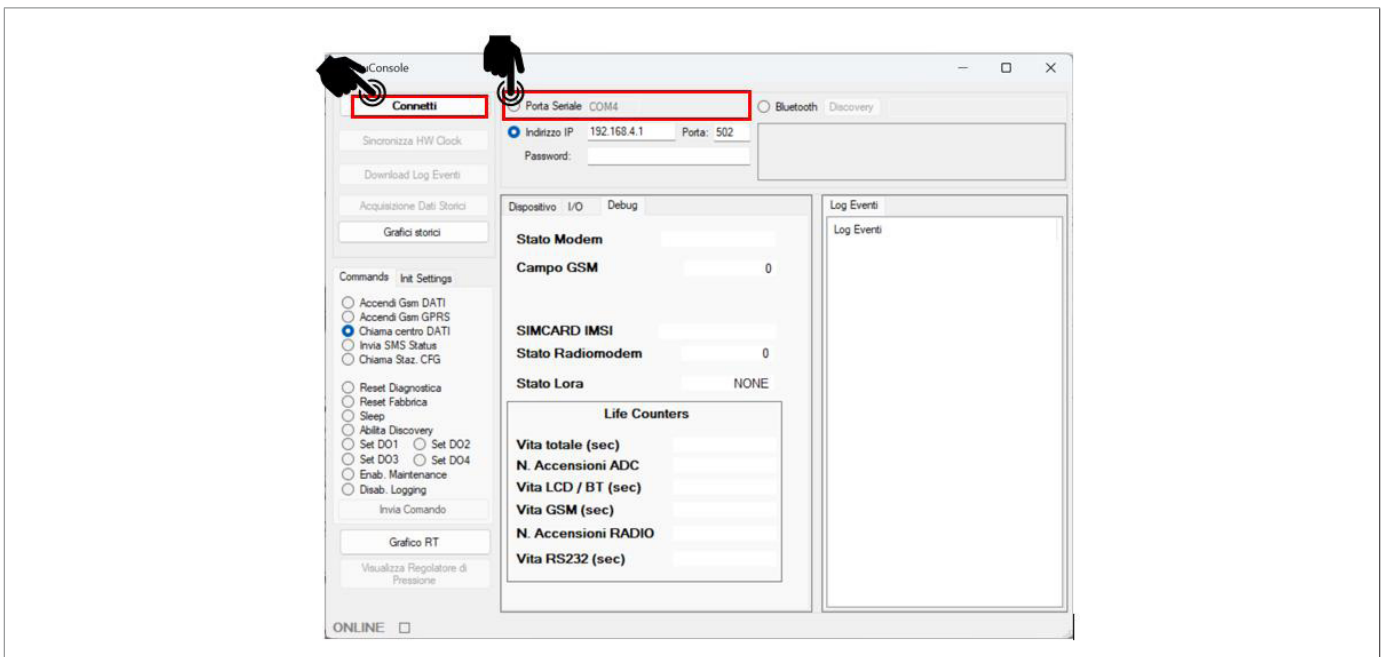 uConsole
Connetti
Porta Seriale COM4
Bluetooth Discovery
Sincronizza HW Clock
Indirizzo IP 192.168.4.1 Porta: 502
Password:
Download Log Eventi
Acquisizione Dati Storici
Grafici storici
Dispositivo I/O Debug
Stato Modem
Campo GSM 0
SIMCARD IMSI
Stato Radiomodem 0
Stato Lora NONE
Life Counters
Vita totale (sec)
N. Accensioni ADC
Vita LCD / BT (sec)
Vita GSM (sec)
N. Accensioni RADIO
Vita RS232 (sec)
Log Eventi
Log Eventi
Commands Init Settings
Accendi Gsm DATI
Accendi Gsm GPRS
Chiama centro DATI
Invia SMS Status
Chiama Staz. CFG
Reset Diagnostica
Reset Fabbrica
Sleep
Abilita Discovery
Set DO1 Set DO2
Set DO3 Set DO4
Enab. Maintenance
Disab. Logging
Invia Comando
Grafico RT
Visualizza Regolatore di
Pressione
ONLINE